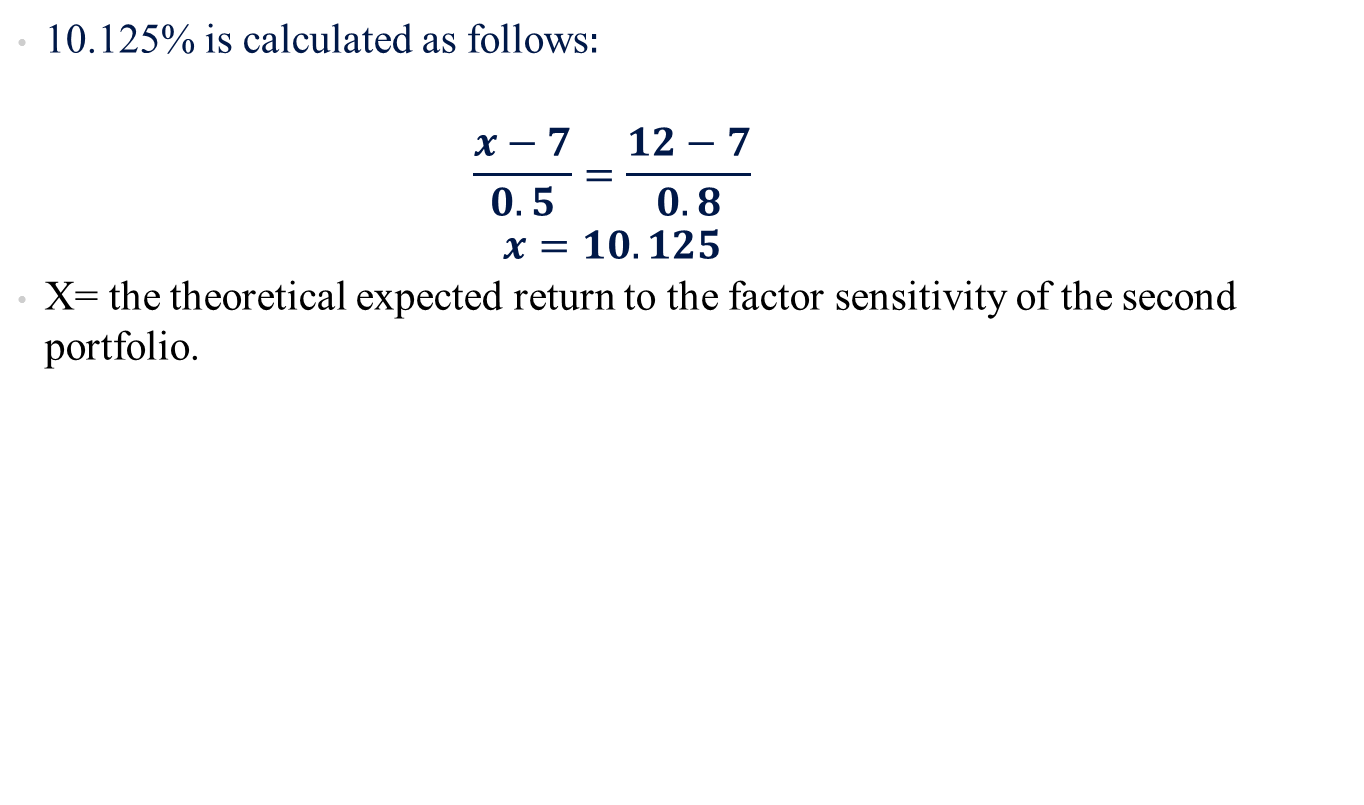 • 10.125% is calculated as follows:
x − 7 / 0.5 = 12 − 7 / 0.8
x = 10.125
• X= the theoretical expected return to the factor sensitivity of the second
portfolio.